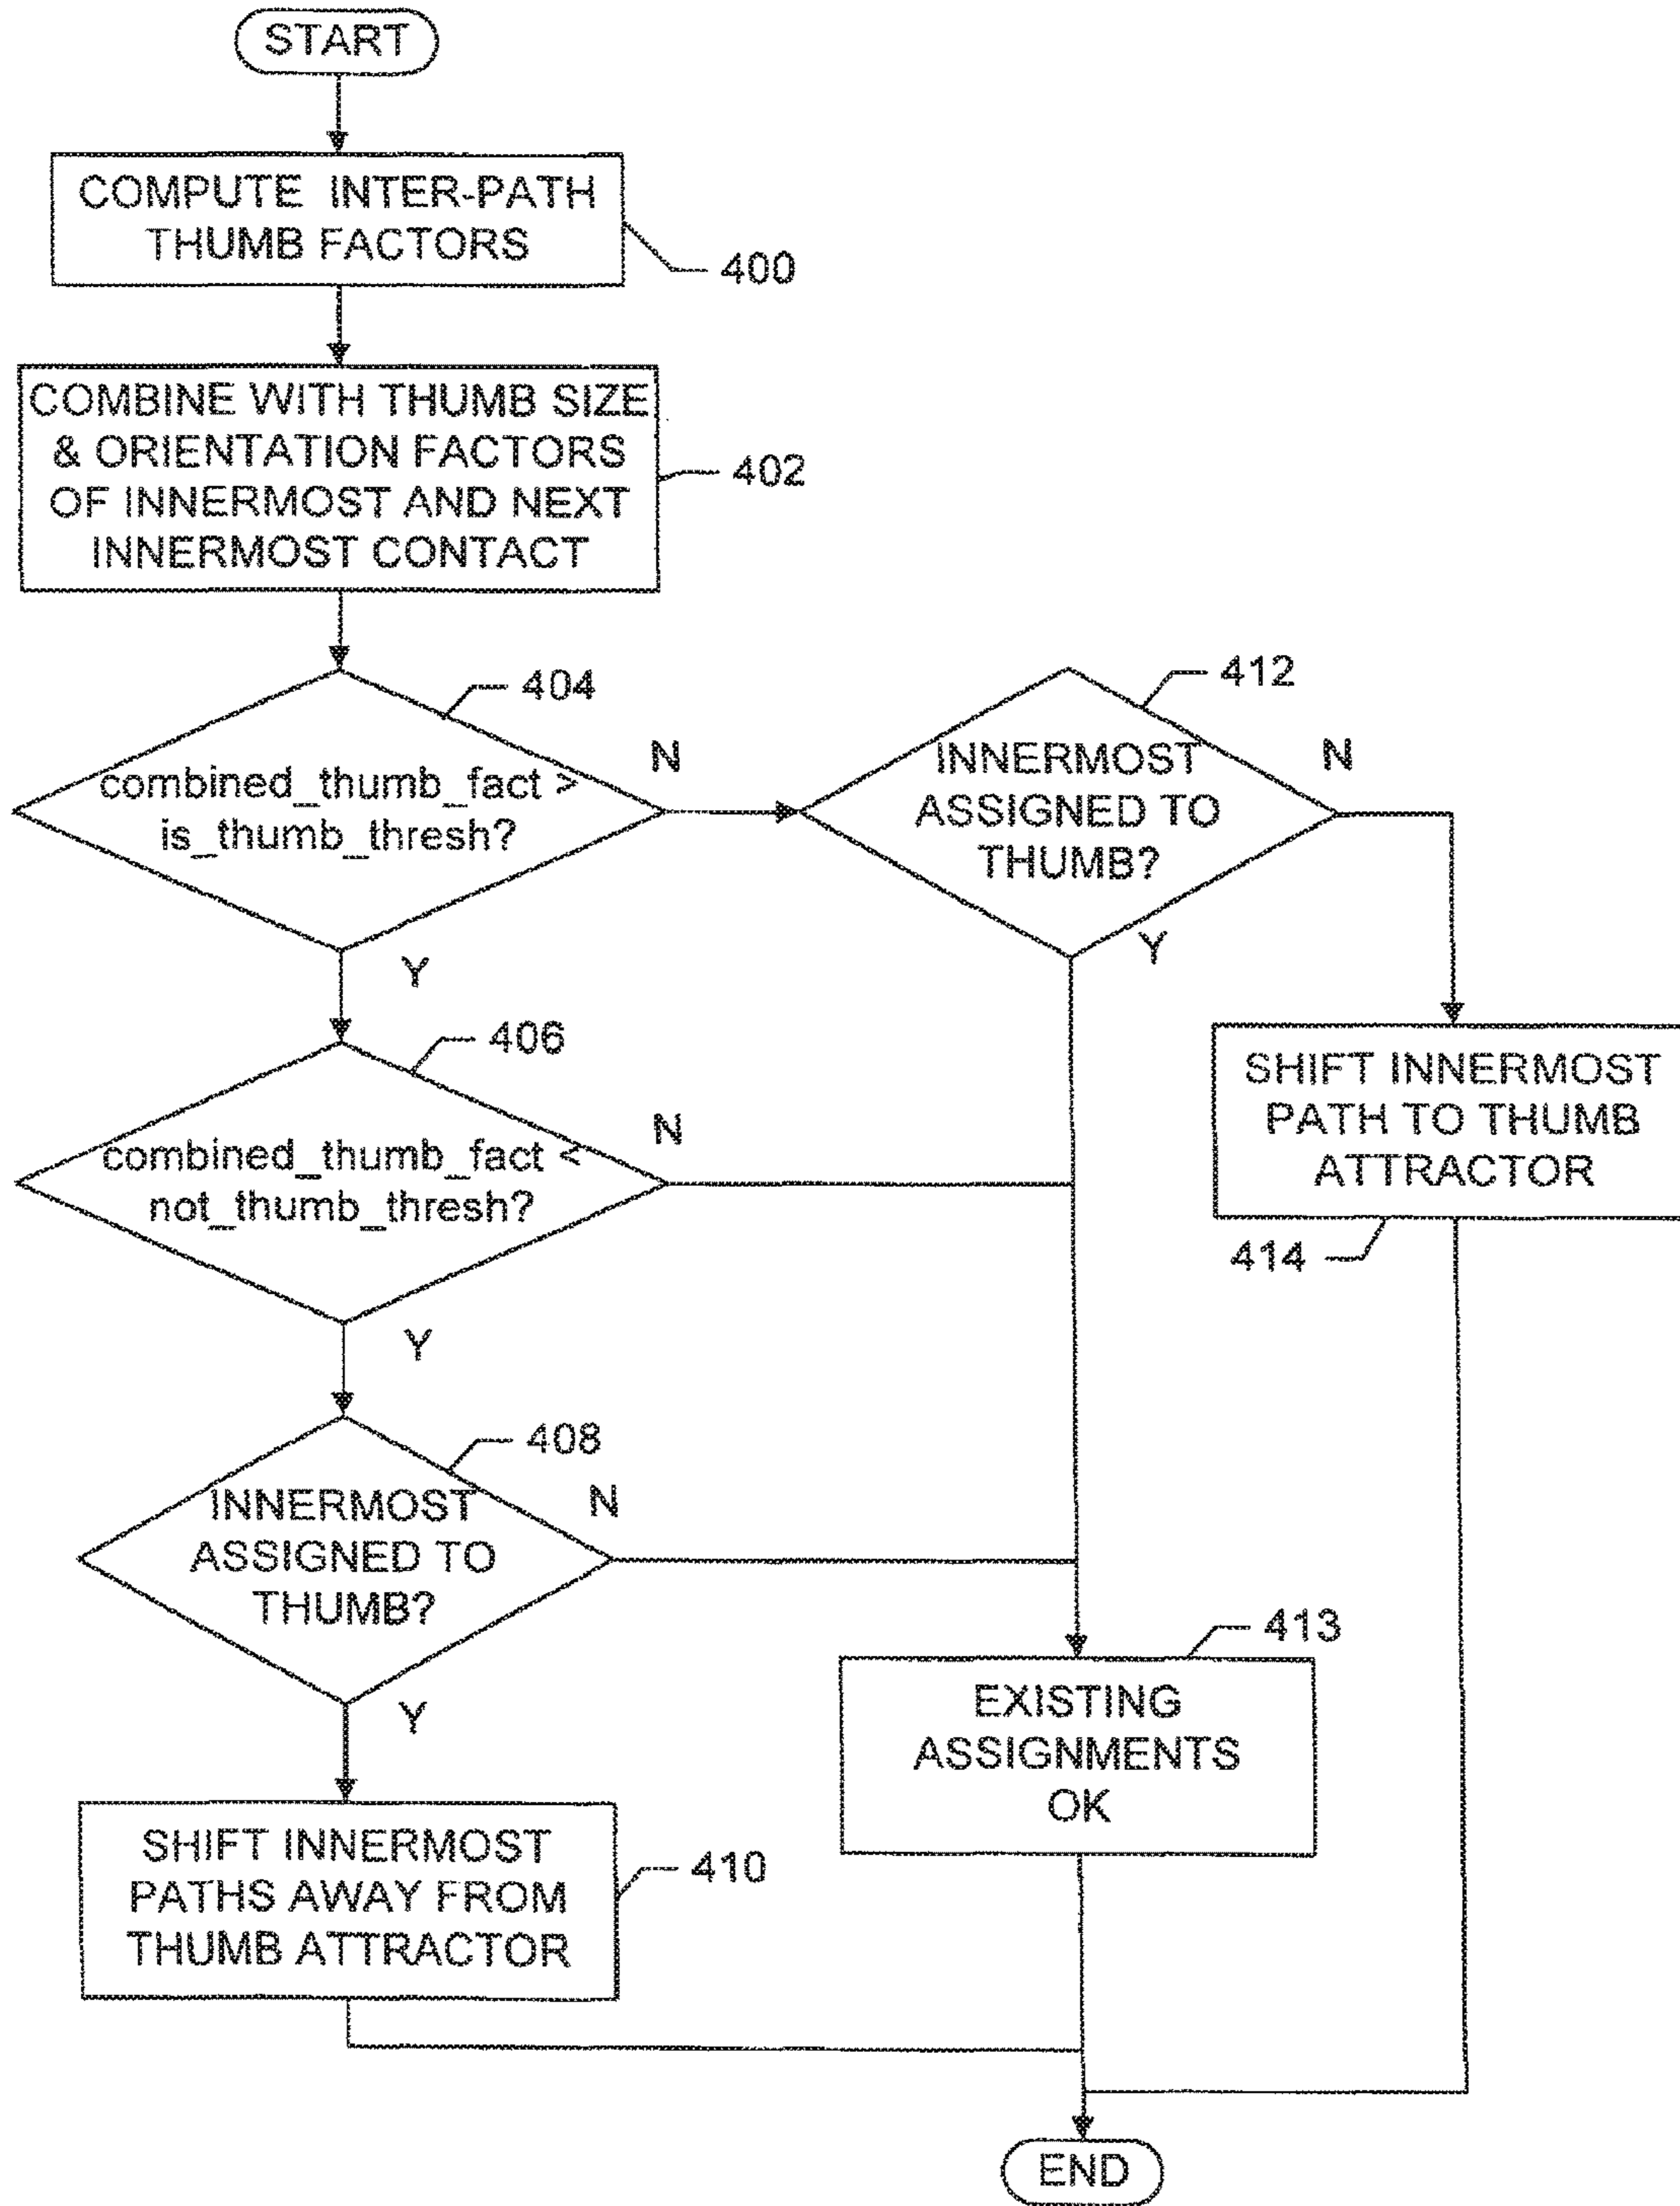 START
COMPUTE INTER-PATH
THUMB FACTORS
400
COMBINE WITH THUMB SIZE
& ORIENTATION FACTORS
OF INNERMOST AND NEXT
INNERMOST CONTACT
402
404
combined_thumb_fact >
is_thumb_thresh?
N
Y
412
INNERMOST
ASSIGNED TO
THUMB?
N
Y
406
combined_thumb_fact <
not_thumb_thresh?
N
Y
SHIFT INNERMOST
PATH TO THUMB
ATTRACTOR
414
408
INNERMOST
ASSIGNED TO
THUMB?
N
Y
413
EXISTING
ASSIGNMENTS
OK
SHIFT INNERMOST
PATHS AWAY FROM
THUMB ATTRACTOR
410
END